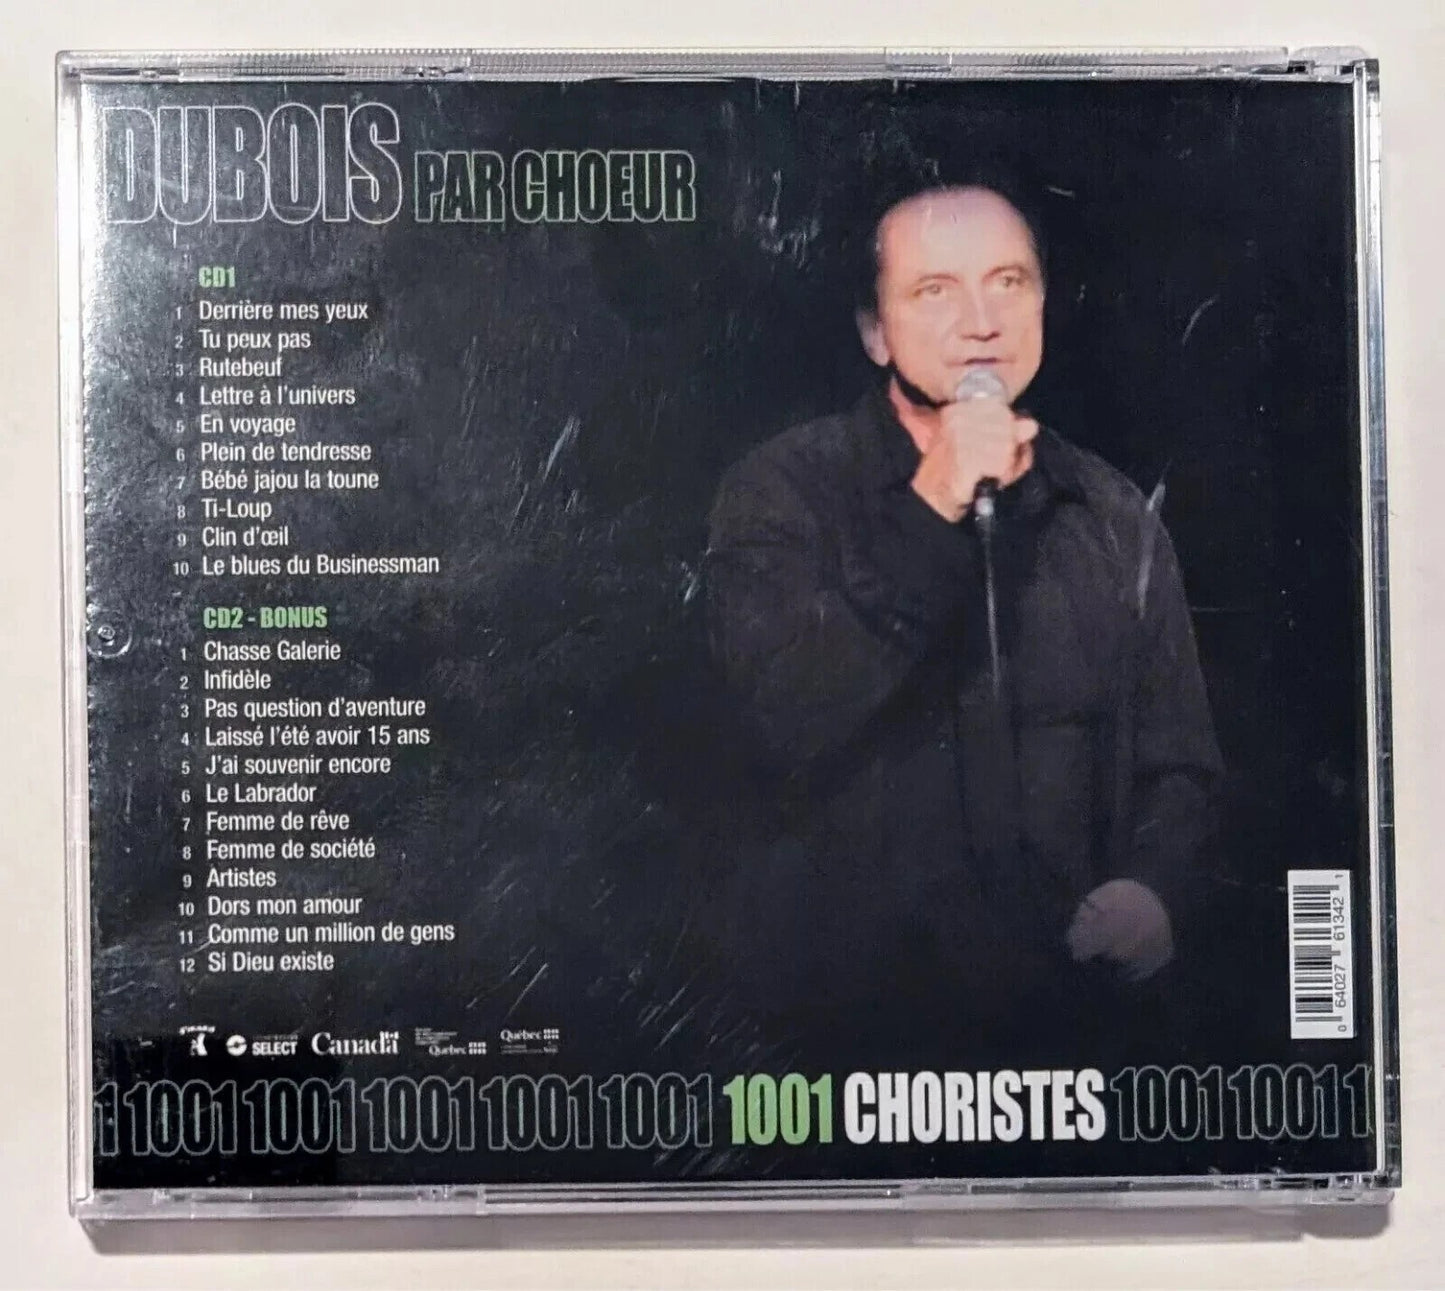 DUBOIS PAR CHOEUR
CD1
1 Derrière mes yeux
2 Tu peux pas
3 Rutebeuf
4 Lettre à l'univers
5 En voyage
6 Plein de tendresse
7 Bébé jajou la toune
8 Ti-Loup
9 Clin d'œil
10 Le blues du Businessman
CD2 - BONUS
1 Chasse Galerie
2 Infidèle
3 Pas question d'aventure
4 Laissé l'été avoir 15 ans
5 J'ai souvenir encore
6 Le Labrador
7 Femme de rêve
8 Femme de société
9 Artistes
10 Dors mon amour
11 Comme un million de gens
12 Si Dieu existe
SELECT Canada Québec Québec
0 64027 61342 1
1 1001 1001 1001 1001 1001 1001 CHORISTES 1001 1001 1